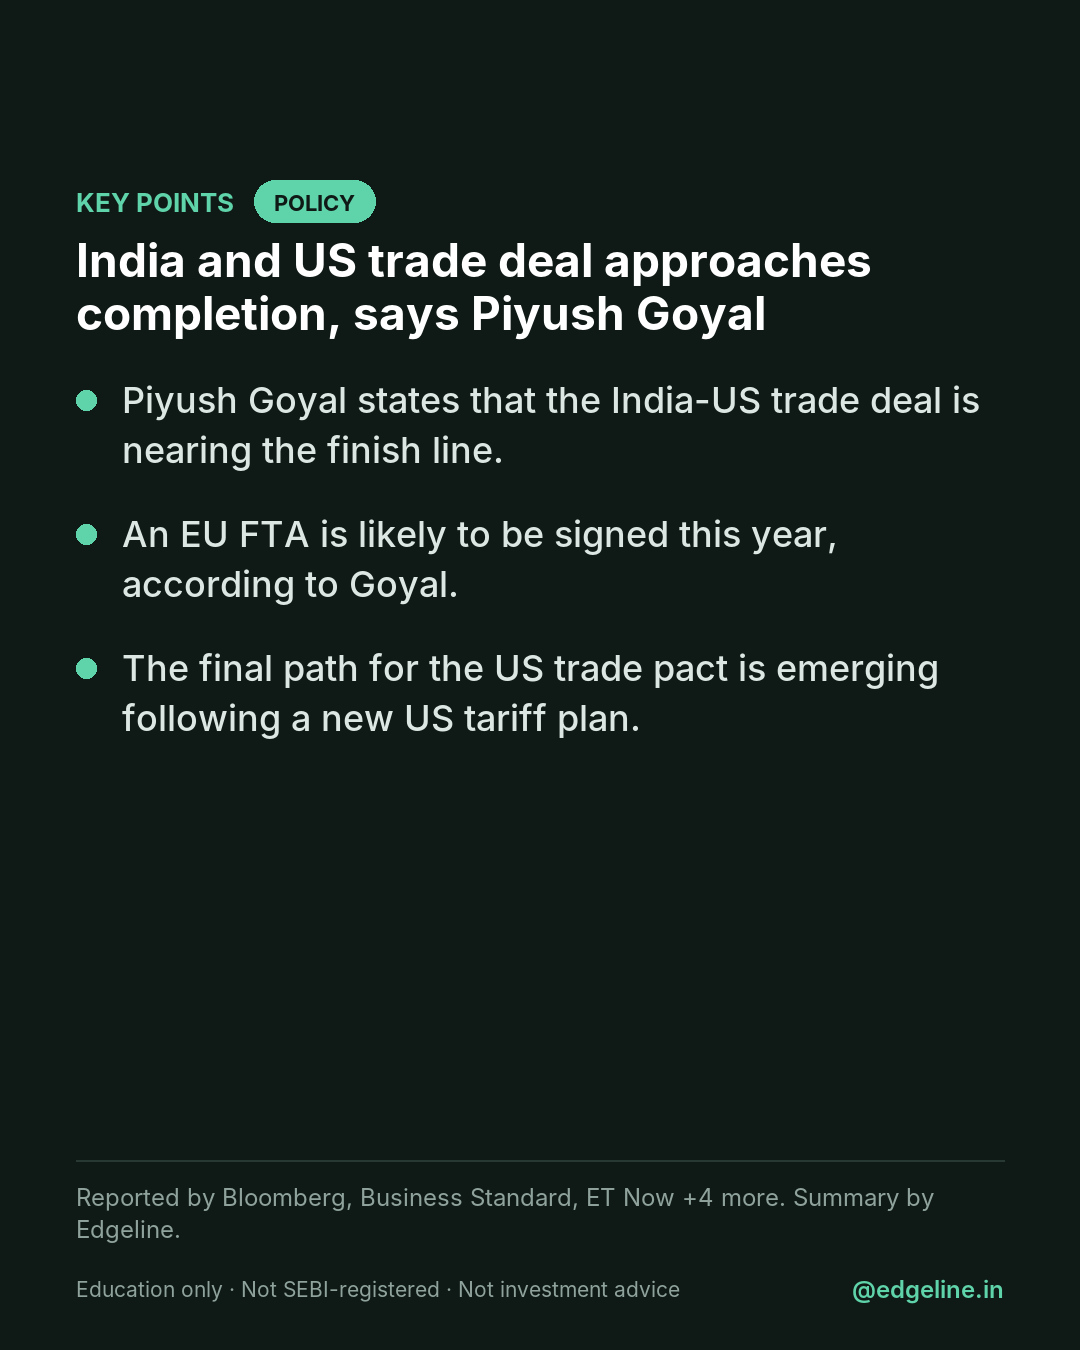 KEY POINTS POLICY
India and US trade deal approaches
completion, says Piyush Goyal
Piyush Goyal states that the India-US trade deal is
nearing the finish line.
An EU FTA is likely to be signed this year,
according to Goyal.
The final path for the US trade pact is emerging
following a new US tariff plan.
Reported by Bloomberg, Business Standard, ET Now +4 more. Summary by
Edgeline.
Education only · Not SEBI-registered · Not investment advice @edgeline.in